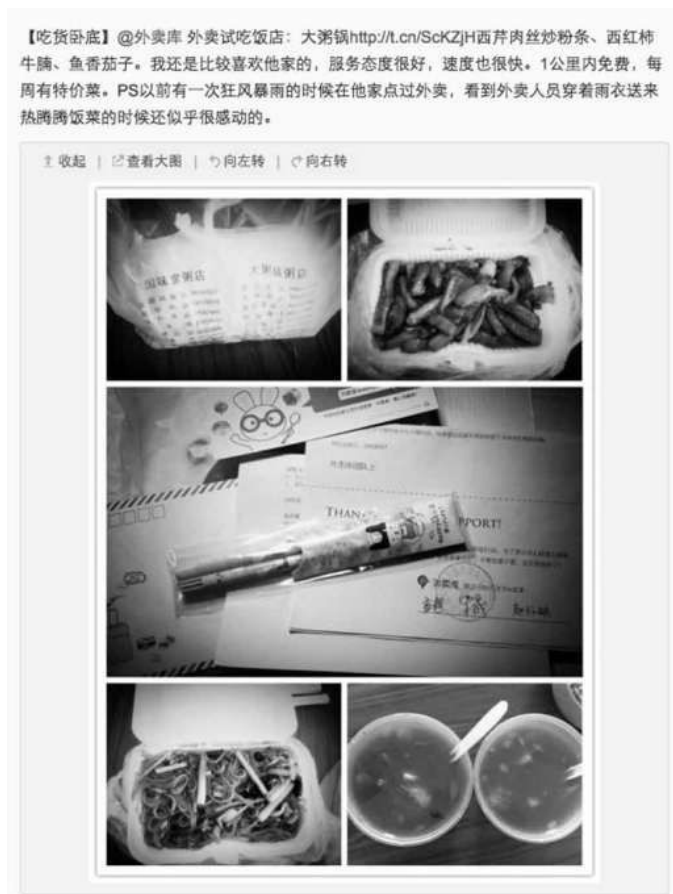 【吃货卧底】@外卖库 外卖试吃饭店：大粥锅http://t.cn/ScKZjH西芹肉丝炒粉条、西红柿
牛腩、鱼香茄子。我还是比较喜欢他家的，服务态度很好，速度也很快。1公里内免费，每
周有特价菜。PS以前有一次狂风暴雨的时候在他家点过外卖，看到外卖人员穿着雨衣送来
热腾腾饭菜的时候还似乎很感动的。
收起 | 查看大图 | 向左转 | 向右转
粥店
大粥锅粥店
THAN
PPORT!